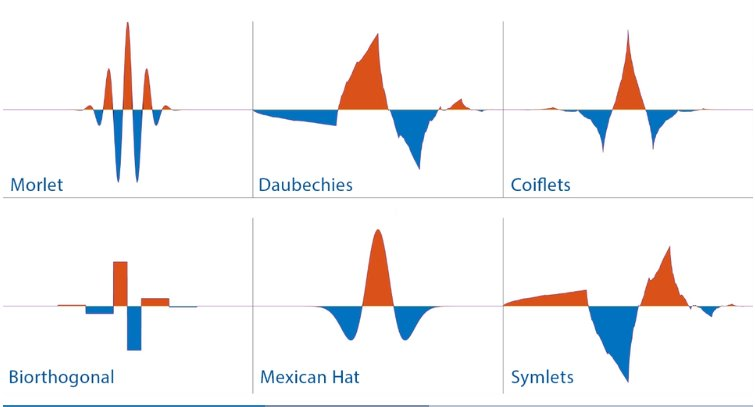 Morlet
Daubechies
Coiflets
Biorthogonal
Mexican Hat
Symlets